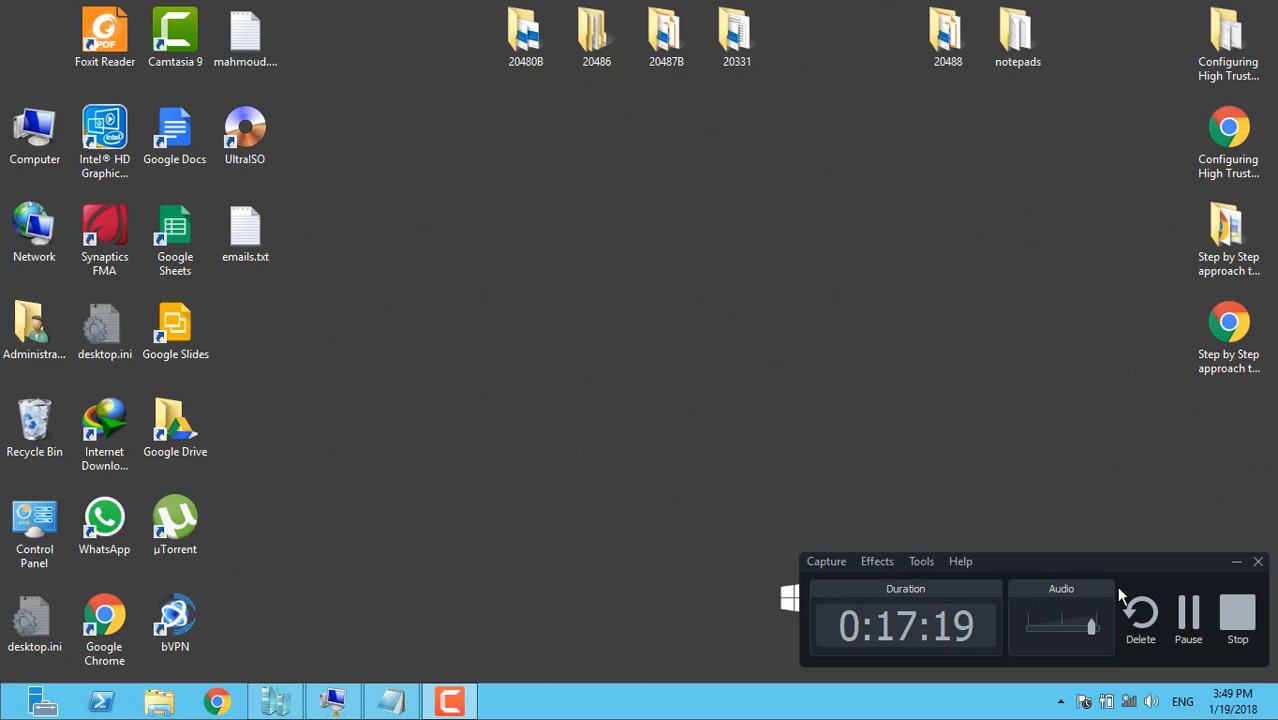 Foxit Reader
Camtasia 9
mahmoud....
20480B
20486
20487B
20331
20488
notepads
Configuring
High Trust...
Computer
Intel® HD
Graphic...
Google Docs
UltraISO
Configuring
High Trust...
Network
Synaptics
FMA
Google
Sheets
emails.txt
Step by Step
approach t...
Administra...
desktop.ini
Google Slides
Step by Step
approach t...
Recycle Bin
Internet
Downlo...
Google Drive
Control
Panel
WhatsApp
µTorrent
desktop.ini
Google
Chrome
bVPN
Capture Effects Tools Help
Duration
Audio
0:17:19
Delete
Pause
Stop
ENG
3:49 PM
1/19/2018
PDF
intel